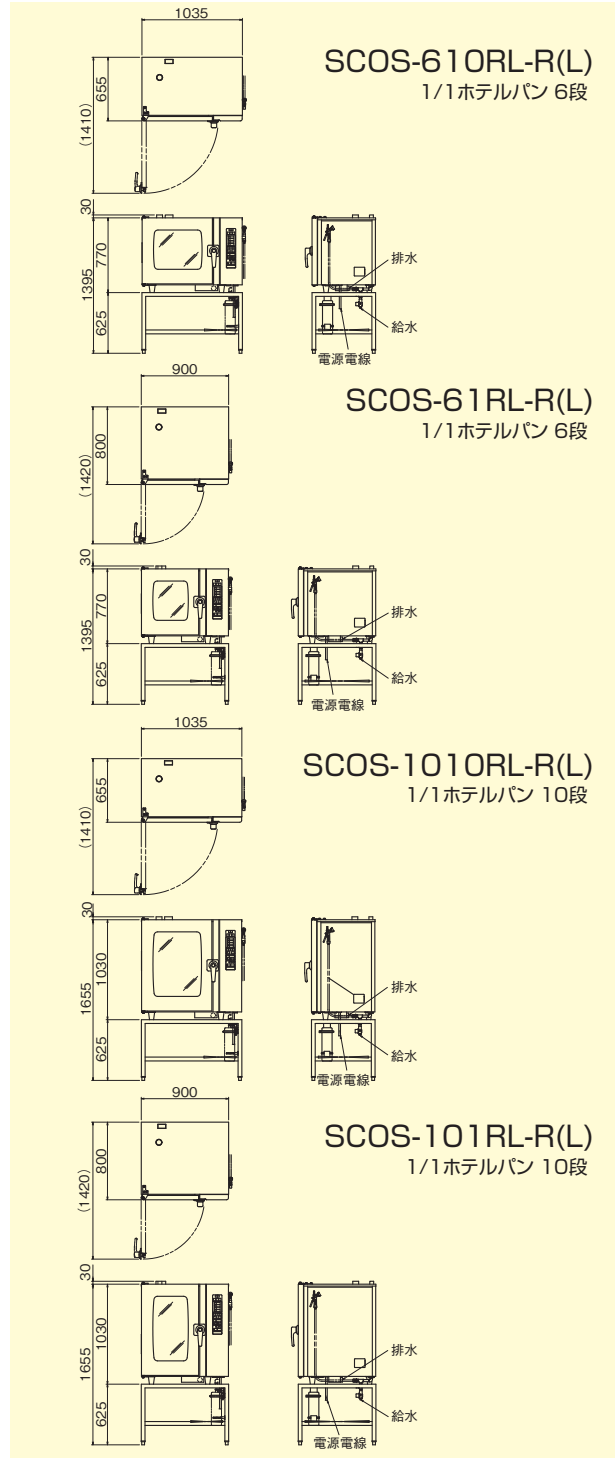 1035
SCOS-610RL-R(L)
1/1ホテルパン 6段
655
(1410)
30
770
1395
625
排水
給水
電源電線
900
SCOS-61RL-R(L)
1/1ホテルパン 6段
800
(1420)
30
770
1395
625
排水
給水
電源電線
1035
SCOS-1010RL-R(L)
1/1ホテルパン 10段
655
(1410)
30
1030
1655
625
排水
給水
電源電線
900
SCOS-101RL-R(L)
1/1ホテルパン 10段
800
(1420)
30
1030
1655
625
排水
給水
電源電線